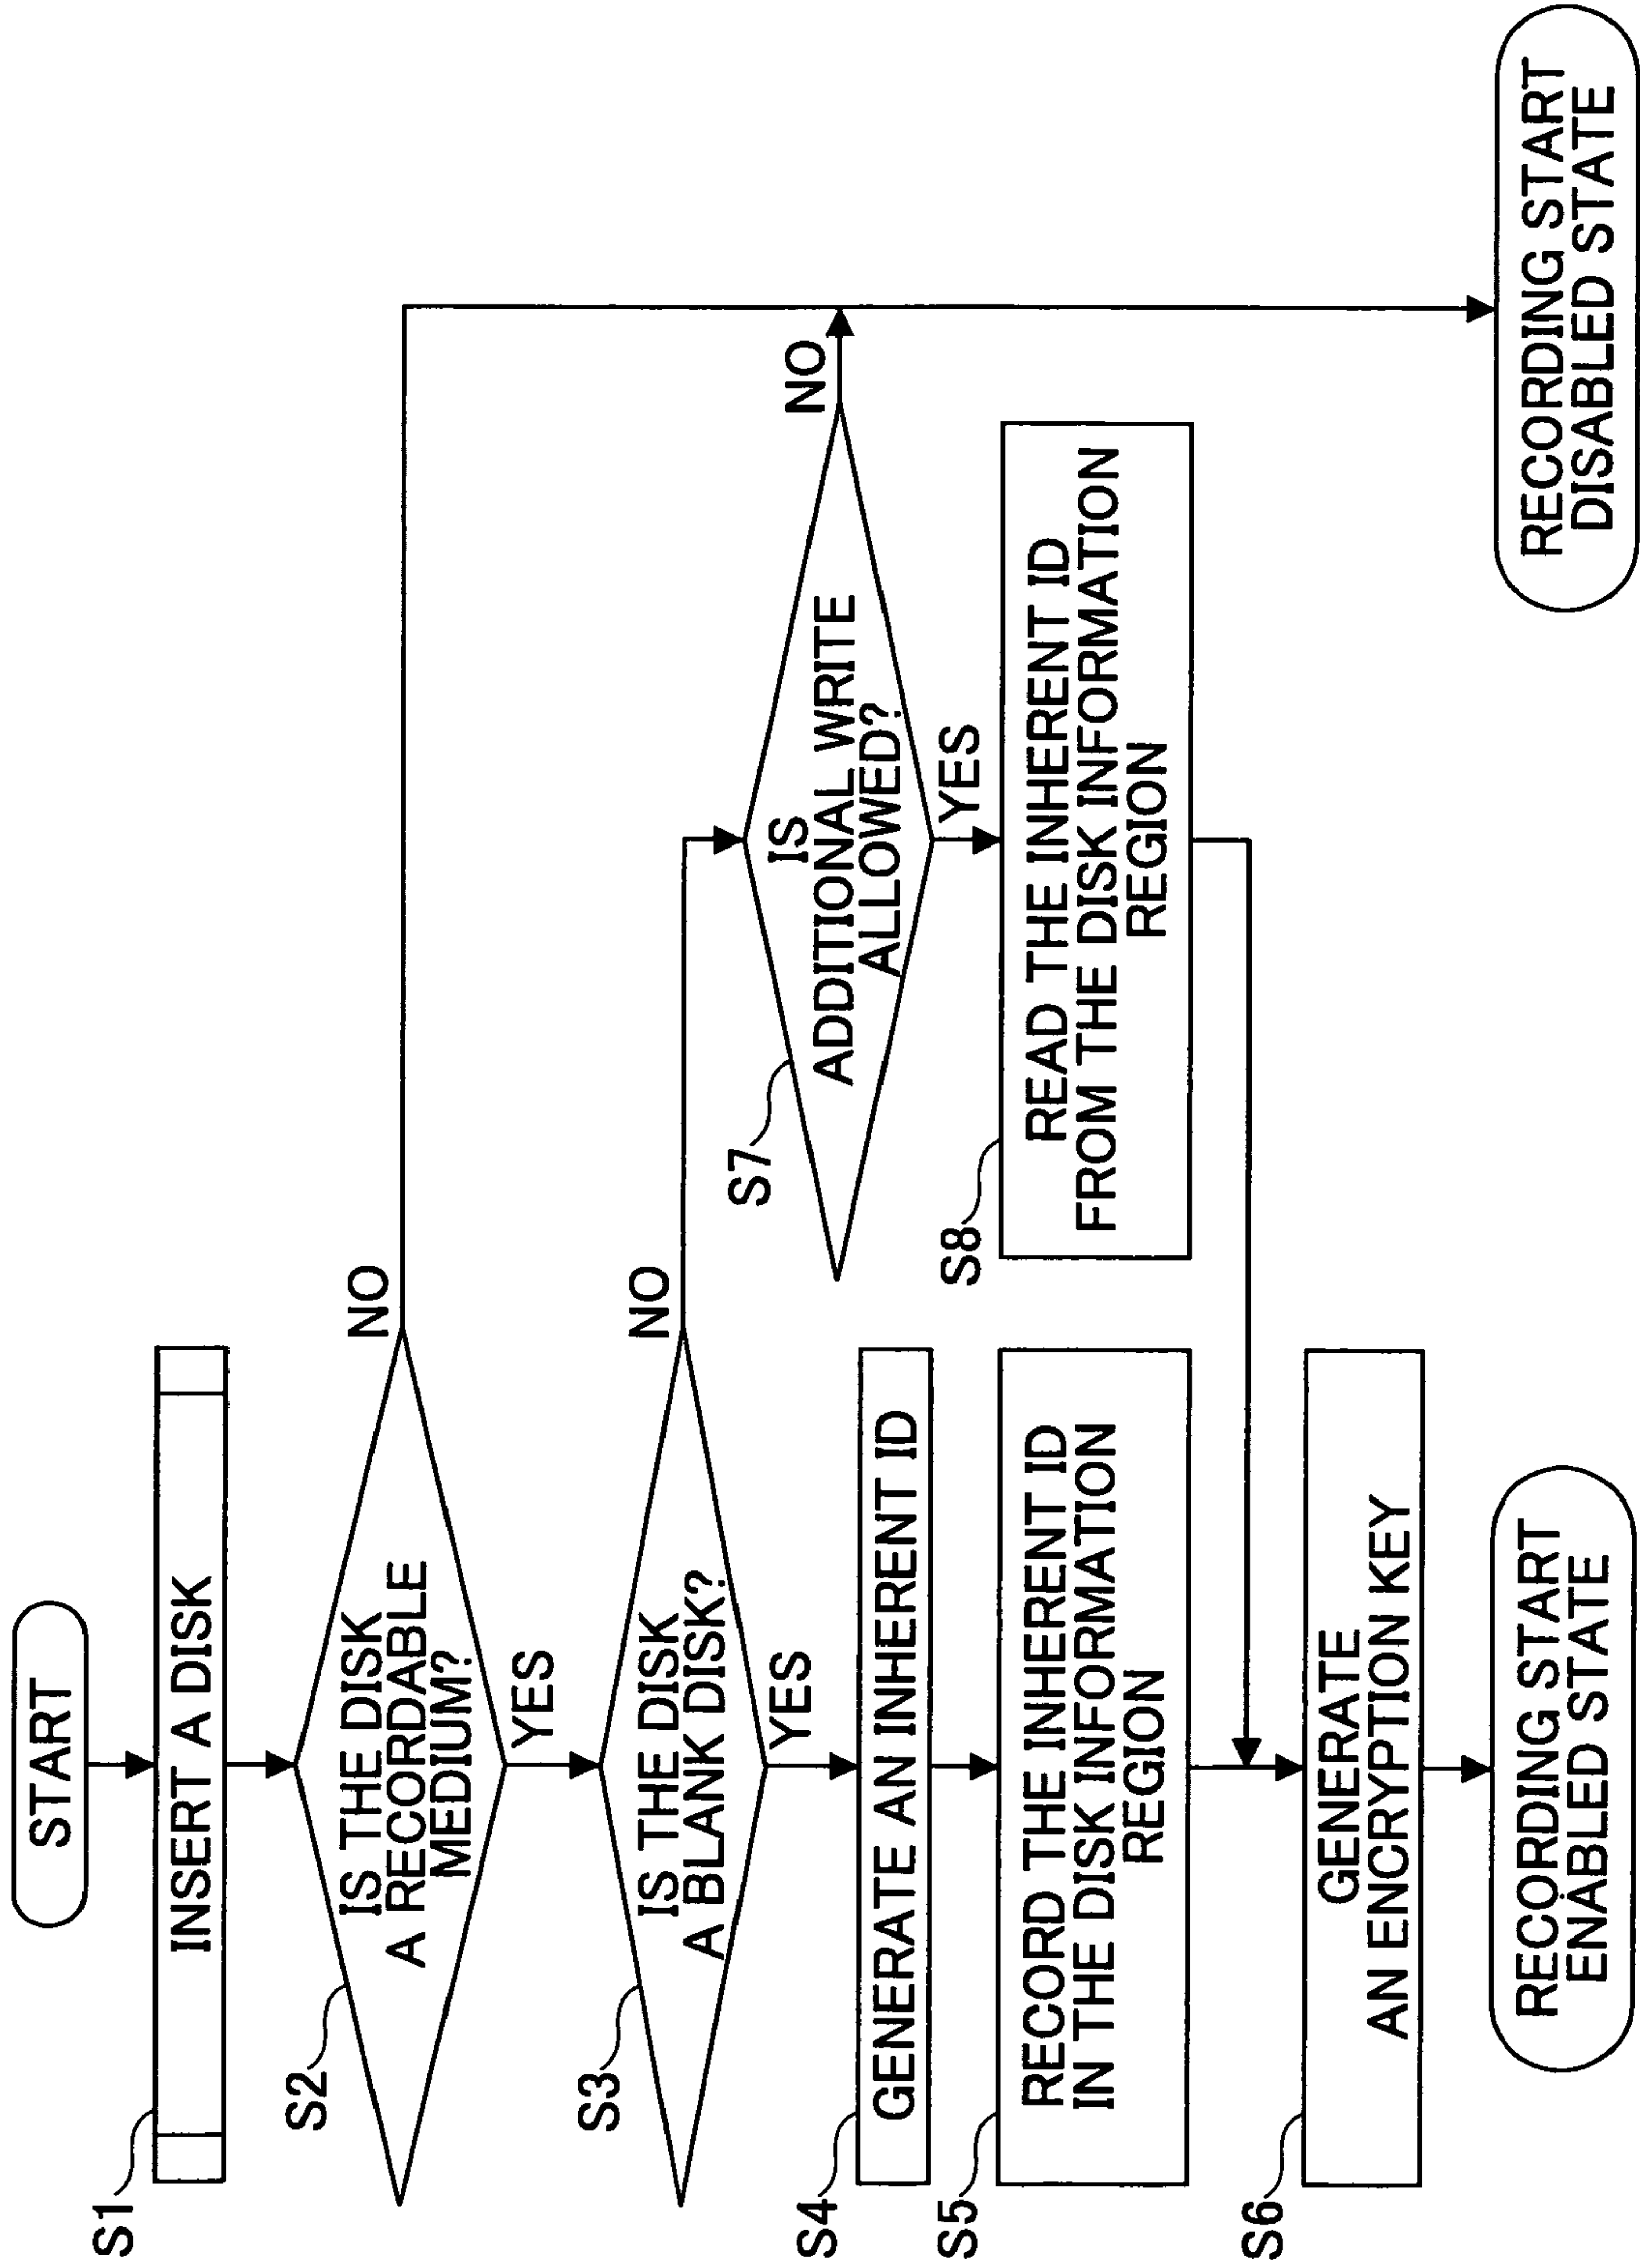 START
S1
INSERT A DISK
S2
IS THE DISK
A RECORDABLE
MEDIUM?
NO
YES
S3
IS THE DISK
A BLANK DISK?
NO
YES
S7
IS
ADDITIONAL WRITE
ALLOWED?
NO
YES
S4
GENERATE AN INHERENT ID
S5
RECORD THE INHERENT ID
IN THE DISK INFORMATION
REGION
S8
READ THE INHERENT ID
FROM THE DISK INFORMATION
REGION
S6
GENERATE
AN ENCRYPTION KEY
RECORDING START
ENABLED STATE
RECORDING START
DISABLED STATE